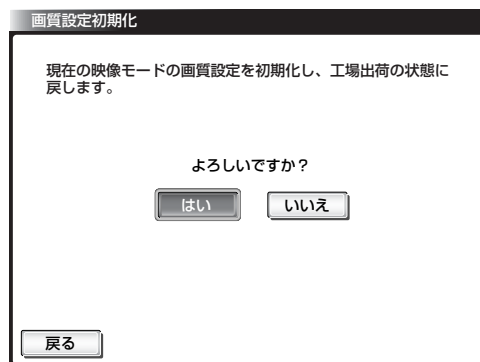 画質設定初期化
現在の映像モードの画質設定を初期化し、工場出荷の状態に
戻します。
よろしいですか？
はい いいえ
戻る